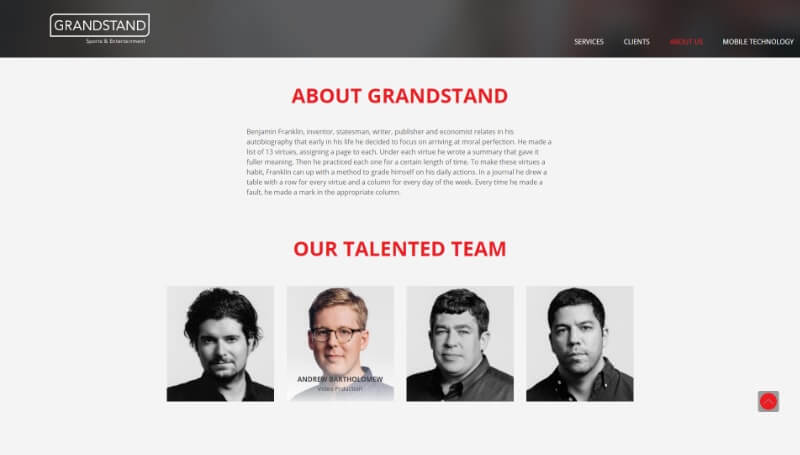 GRANDSTAND
Sports & Entertainment
SERVICES CLIENTS ABOUT US MOBILE TECHNOLOGY
ABOUT GRANDSTAND
Benjamin Franklin, inventor, statesman, writer, publisher and economist relates in his
autobiography that early in his life he decided to focus on arriving at moral perfection. He made a
list of 13 virtues, assigning a page to each. Under each virtue he wrote a summary that gave it
fuller meaning. Then he practiced each one for a certain length of time. To make these virtues a
habit, Franklin can up with a method to grade himself on his daily actions. In a journal he drew a
table with a row for every virtue and a column for every day of the week. Every time he made a
fault, he made a mark in the appropriate column.
OUR TALENTED TEAM
ANDREW BARTHOLOMEW
Video